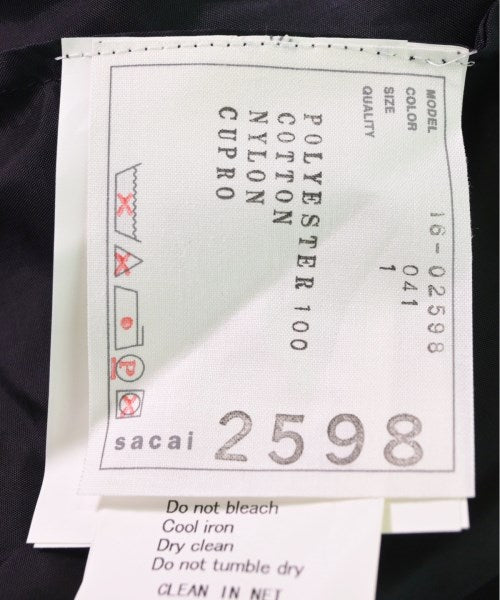 MODEL 16-02598
COLOR 041
SIZE 1
QUALITY
POLYESTER 100
COTTON
NYLON
CUPRO
P
sacai 2598
Do not bleach
Cool iron
Dry clean
Do not tumble dry
CLEAN IN NET